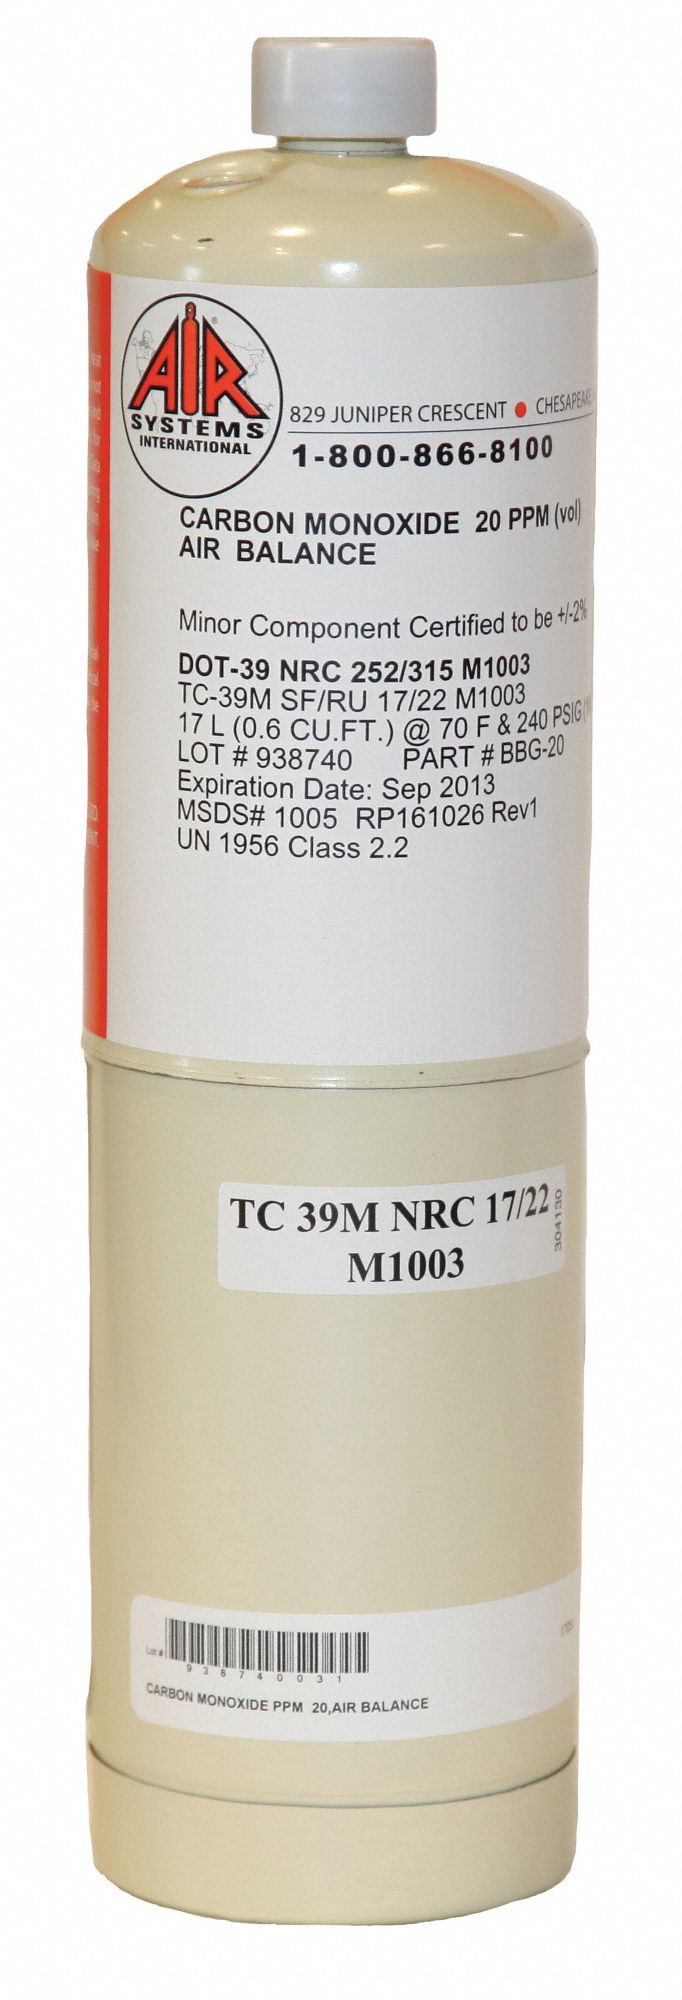 AIR
®
SYSTEMS
INTERNATIONAL
829 JUNIPER CRESCENT ● CHESAPEAKE
1-800-866-8100
CARBON MONOXIDE 20 PPM (vol)
AIR BALANCE
Minor Component Certified to be +/-2%
DOT-39 NRC 252/315 M1003
TC-39M SF/RU 17/22 M1003
17 L (0.6 CU.FT.) @ 70 F & 240 PSIG
LOT # 938740 PART # BBG-20
Expiration Date: Sep 2013
MSDS# 1005 RP161026 Rev1
UN 1956 Class 2.2
TC 39M NRC 17/22
M1003
304130
Lot #
938740031
CARBON MONOXIDE PPM 20,AIR BALANCE